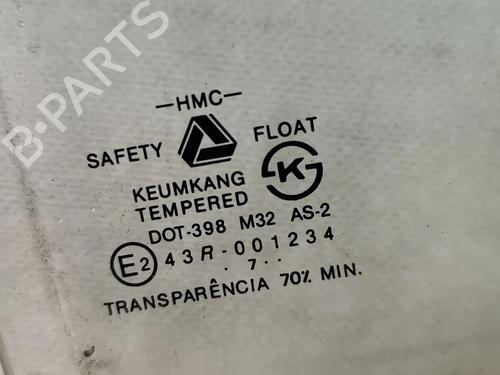 B-PARTS
-HMC-
SAFETY FLOAT
K
KEUMKANG
TEMPERED
DOT-398 M32 AS-2
E2 43R-001234
. 7 . .
TRANSPARÊNCIA 70% MIN.